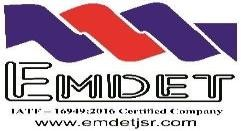 EMDET
IATF - 16949:2016 Certified Company
www.emdetjsr.com